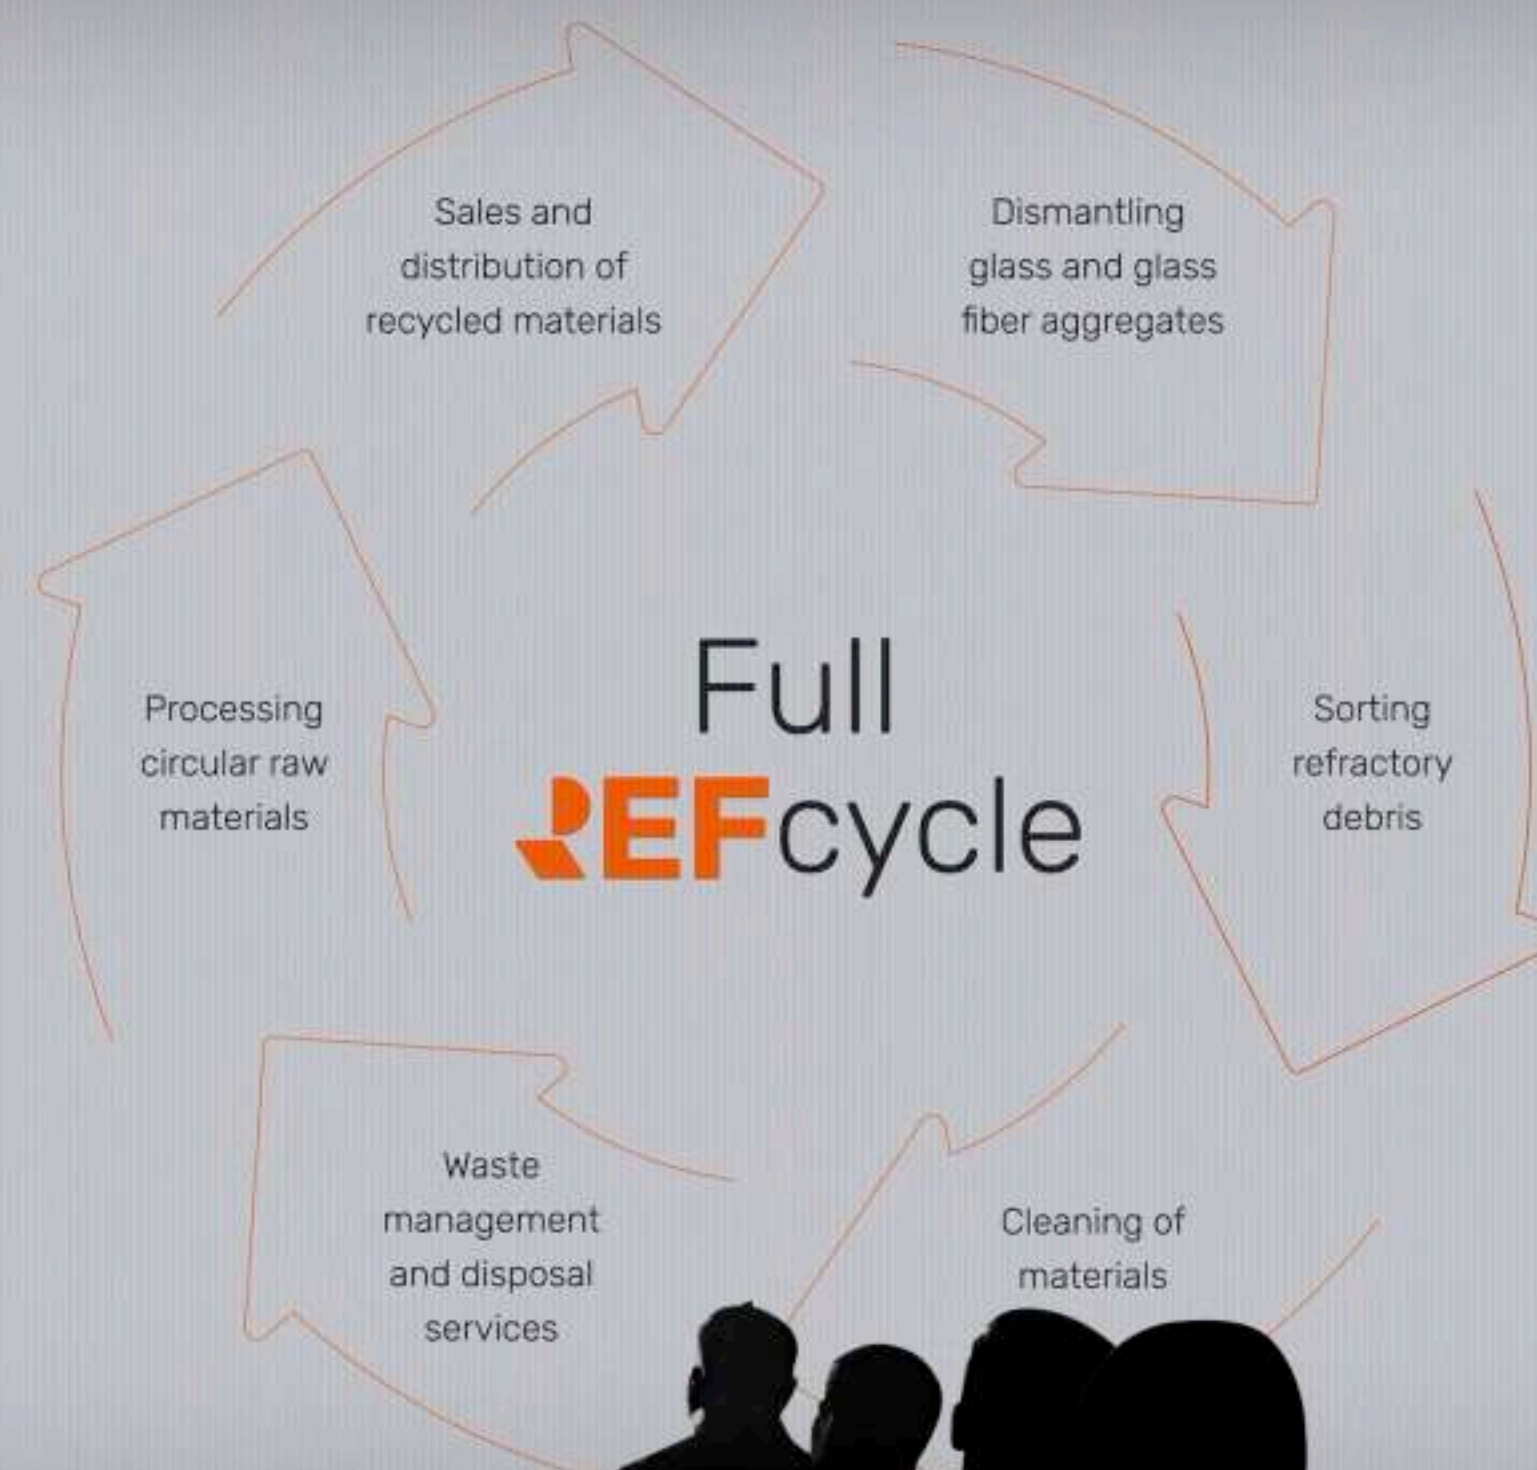 Sales and
distribution of
recycled materials
Dismantling
glass and glass
fiber aggregates
Processing
circular raw
materials
Full
REFcycle
Sorting
refractory
debris
Waste
management
and disposal
services
Cleaning of
materials